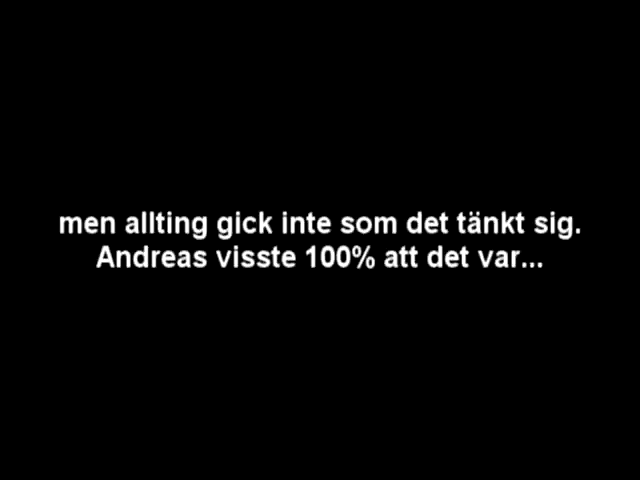 men allting gick inte som det tänkt sig.
Andreas visste 100% att det var...